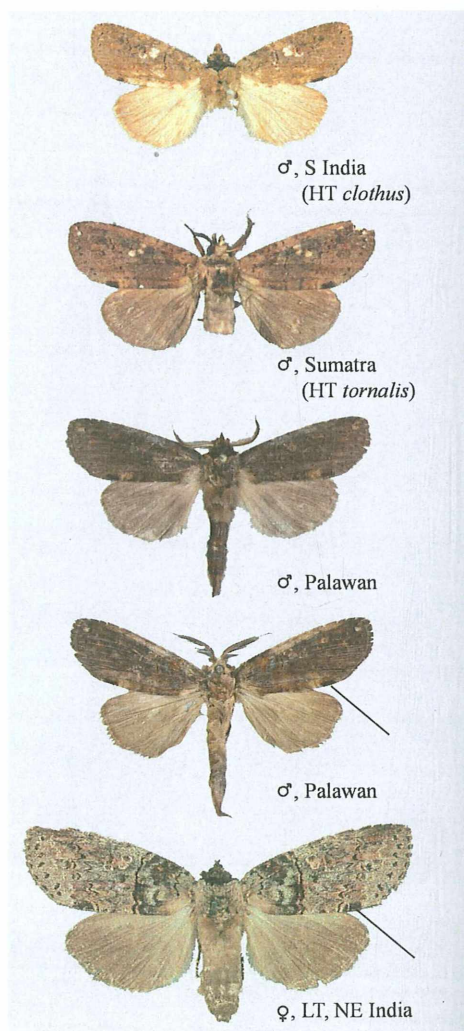 ♂, S India
(HT clothus)
♂, Sumatra
(HT tornalis)
♂, Palawan
♂, Palawan
♀, LT, NE India